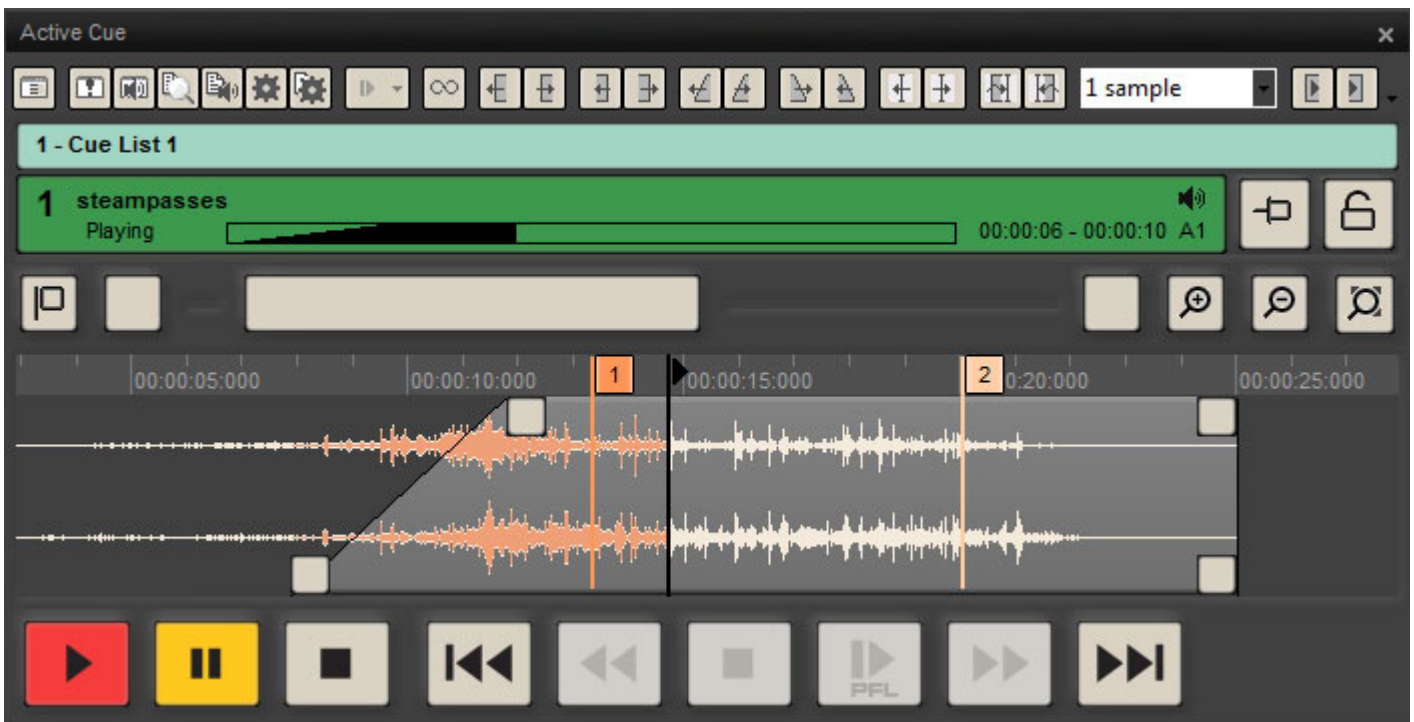 Active Cue
1 sample
1 - Cue List 1
1 steampasses
Playing 00:00:06 - 00:00:10 A1
00:00:05:000 00:00:10:000 1 00:00:15:000 2 0:20:000 00:00:25:000
PFL